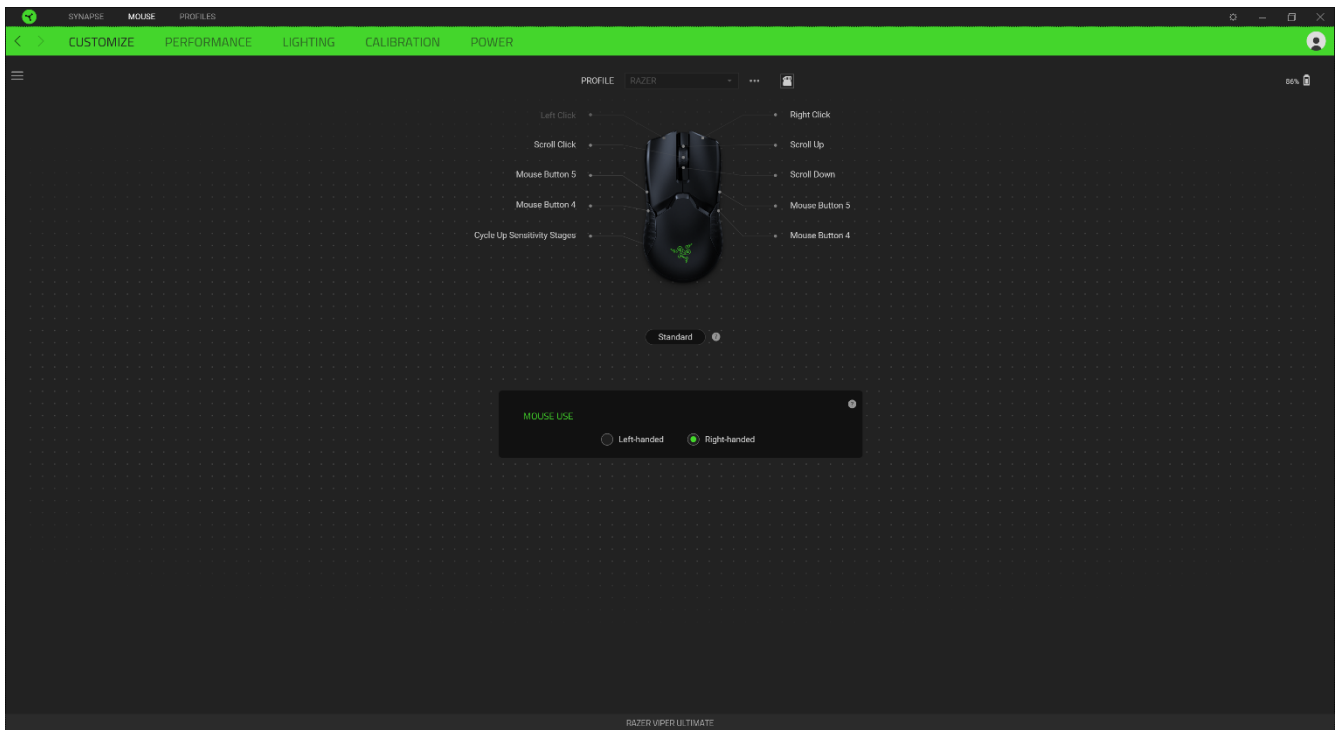 SYNAPSE MOUSE PROFILES
CUSTOMIZE PERFORMANCE LIGHTING CALIBRATION POWER
PROFILE RAZER
86%
Left Click Right Click
Scroll Click Scroll Up
Mouse Button 5 Scroll Down
Mouse Button 4 Mouse Button 5
Cycle Up Sensitivity Stages Mouse Button 4
Standard ?
MOUSE USE ?
Left-handed Right-handed
RAZER VIPER ULTIMATE